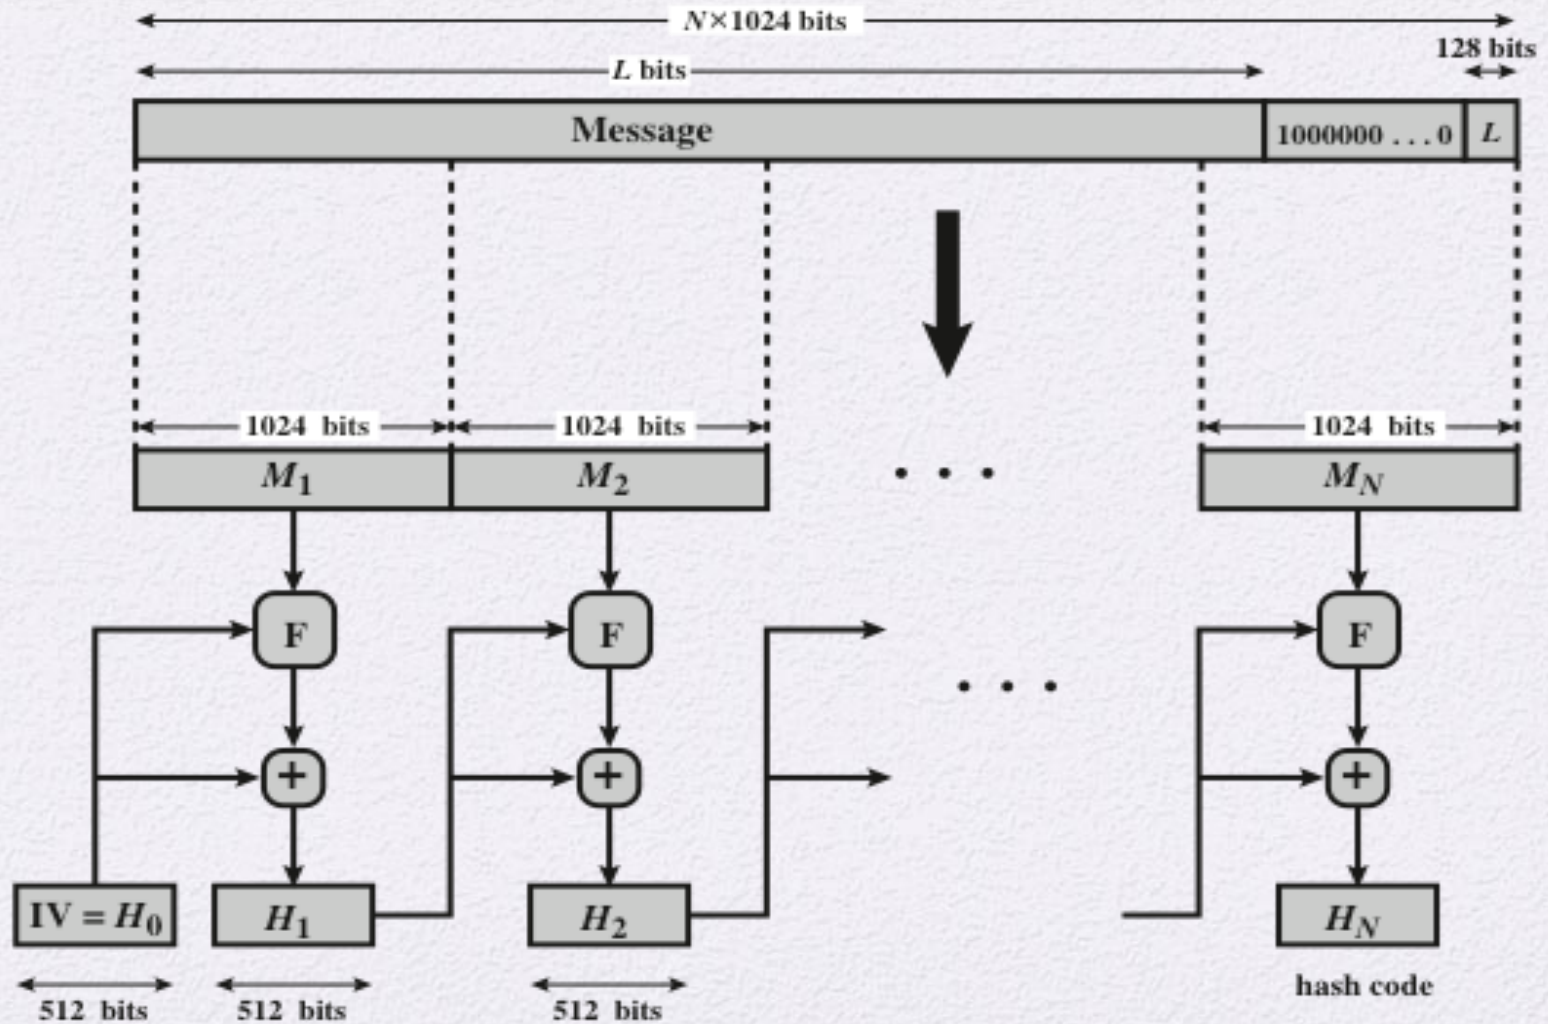 N×1024 bits
128 bits
L bits
Message
1000000 . . . 0
L
1024 bits
1024 bits
1024 bits
M1
M2
. . .
MN
F
F
F
. . .
+
+
+
IV = H0
H1
H2
HN
hash code
512 bits
512 bits
512 bits